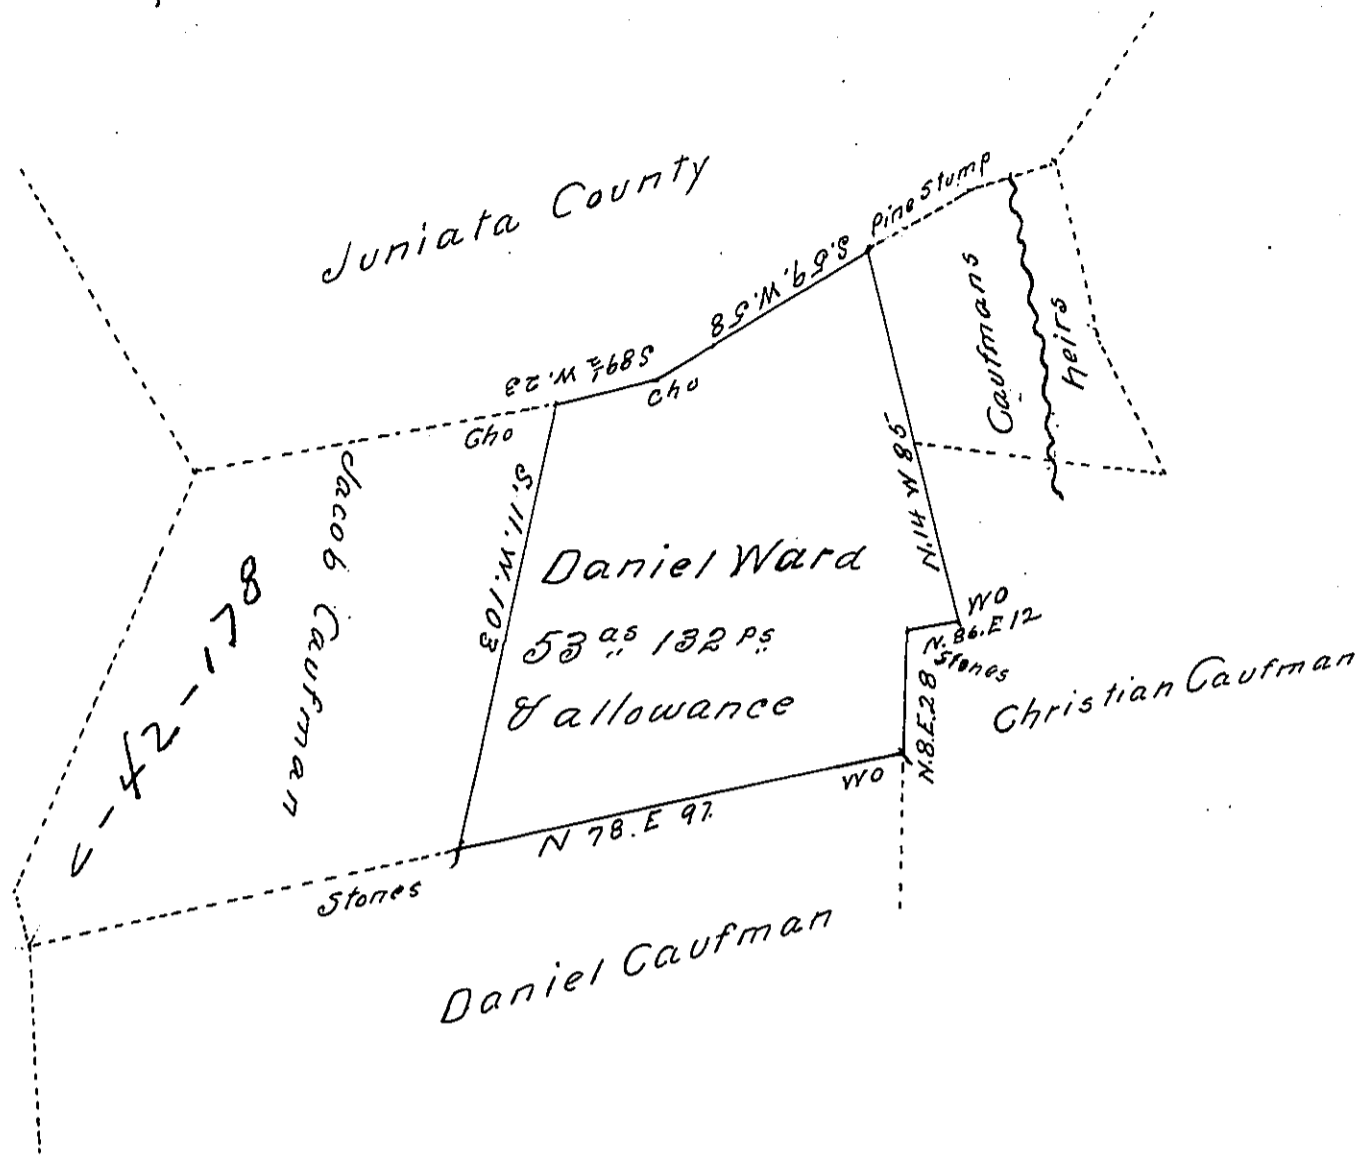 Juniata County
Pine Stump
S.59.W.58
S89½ W.23
Cho
Gho
Caufmans
heirs
Jacob Caufman
S.11.W.103
N.14 W 85
Daniel Ward
53 as 132 ps
& allowance
WO
N.86.E12
Stones
N.8.E.28
Christian Caufman
C-42-178
WO
N 78.E 97.
Stones
Daniel Caufman